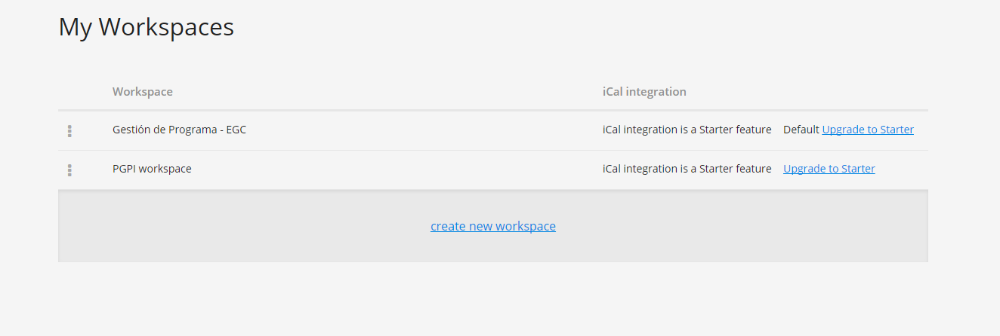 My Workspaces
Workspace iCal integration
Gestión de Programa - EGC iCal integration is a Starter feature Default Upgrade to Starter
PGPI workspace iCal integration is a Starter feature Upgrade to Starter
create new workspace